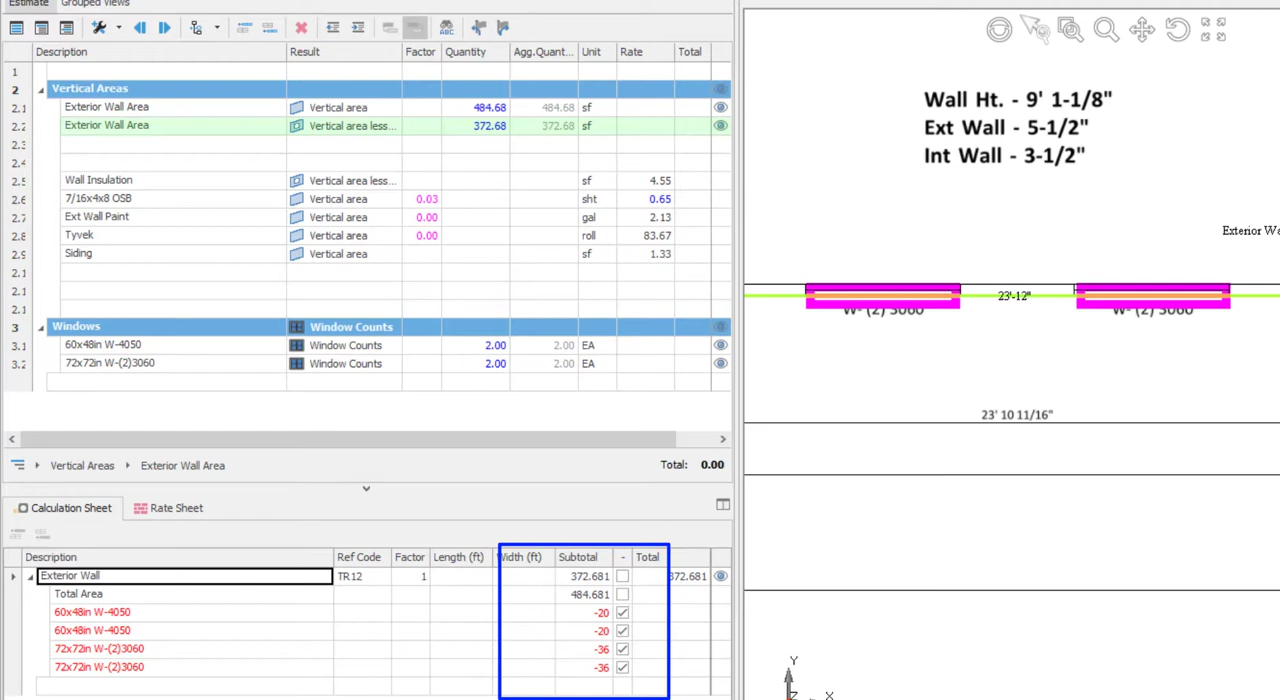 Estimate Grouped Views
Description Result Factor Quantity Agg.Quant... Unit Rate Total
1
2 Vertical Areas
2.1 Exterior Wall Area Vertical area 484.68 484.68 sf
2.2 Exterior Wall Area Vertical area less... 372.68 372.68 sf
2.3
2.4
2.5 Wall Insulation Vertical area less... sf 4.55
2.6 7/16x4x8 OSB Vertical area 0.03 sht 0.65
2.7 Ext Wall Paint Vertical area 0.00 gal 2.13
2.8 Tyvek Vertical area 0.00 roll 83.67
2.9 Siding Vertical area sf 1.33
2.1
2.1
2.1
3 Windows Window Counts
3.1 60x48in W-4050 Window Counts 2.00 2.00 EA
3.2 72x72in W-(2)3060 Window Counts 2.00 2.00 EA
Vertical Areas Exterior Wall Area Total: 0.00
Calculation Sheet Rate Sheet
Description Ref Code Factor Length (ft) Width (ft) Subtotal - Total
Exterior Wall TR12 1 372.681 372.681
Total Area 484.681
60x48in W-4050 -20
60x48in W-4050 -20
72x72in W-(2)3060 -36
72x72in W-(2)3060 -36
Wall Ht. - 9' 1-1/8"
Ext Wall - 5-1/2"
Int Wall - 3-1/2"
Exterior Wa
23'-12"
W- (2) 3060 W- (2) 3060
23' 10 11/16"
Y
Z X
ABC